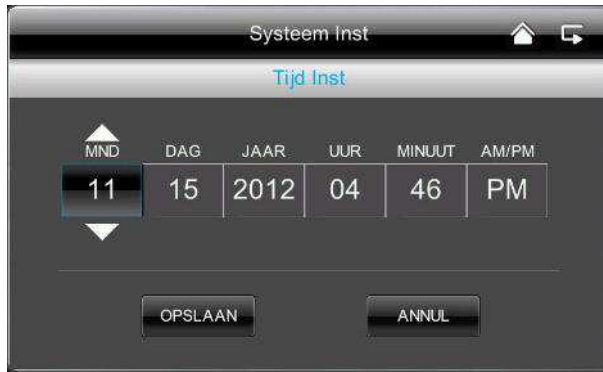 Systeem Inst
Tijd Inst
MND DAG JAAR UUR MINUUT AM/PM
11 15 2012 04 46 PM
OPSLAAN ANNUL